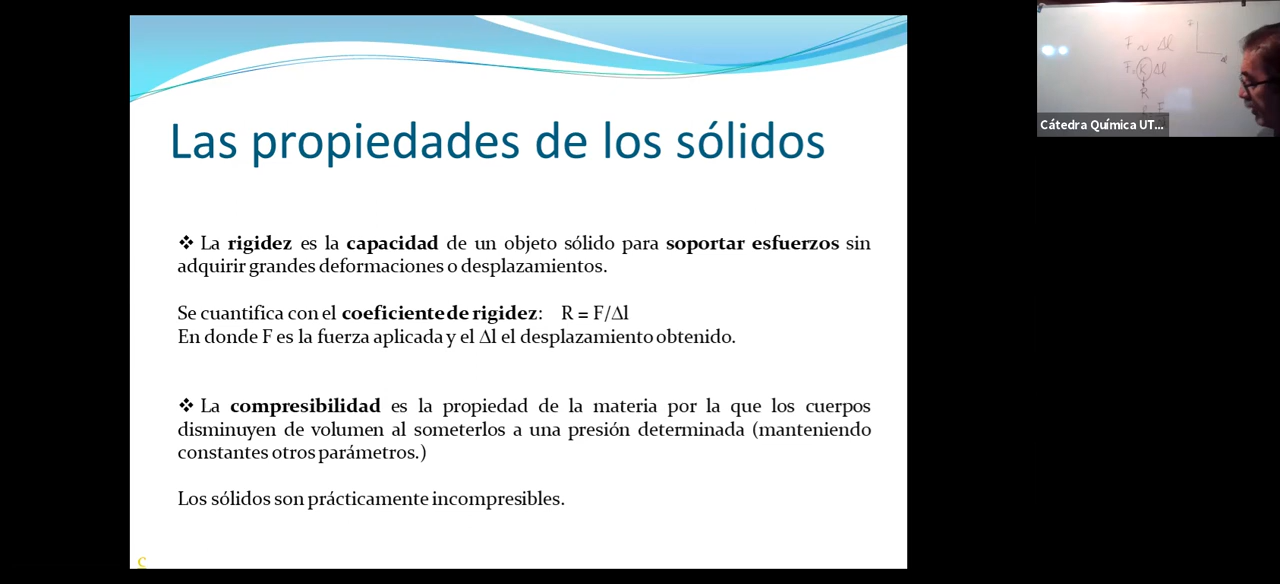 Las propiedades de los sólidos
❖ La rigidez es la capacidad de un objeto sólido para soportar esfuerzos sin
adquirir grandes deformaciones o desplazamientos.
Se cuantifica con el coeficiente de rigidez: R = F/Δl
En donde F es la fuerza aplicada y el Δl el desplazamiento obtenido.
❖ La compresibilidad es la propiedad de la materia por la que los cuerpos
disminuyen de volumen al someterlos a una presión determinada (manteniendo
constantes otros parámetros.)
Los sólidos son prácticamente incompresibles.
F ~ Δl
R
Cátedra Química UT...